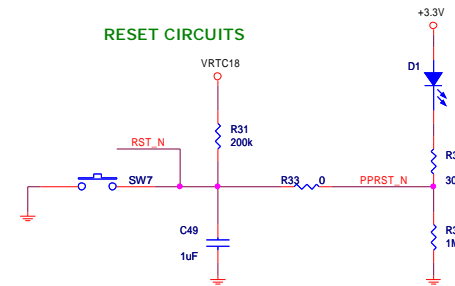 +3.3V
RESET CIRCUITS
VRTC18
D1
R31
200k
RST_N
SW7
R33 0
PPRST_N
C49
1uF